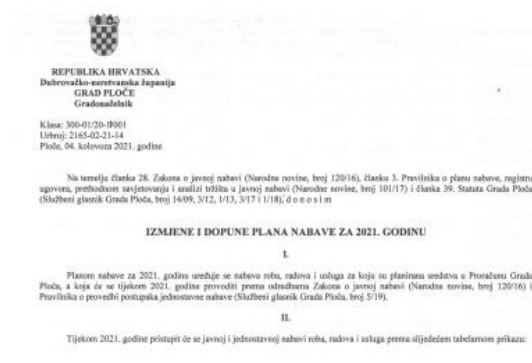 REPUBLIKA HRVATSKA
Dubrovačko-neretvanska županija
GRAD PLOČE
Gradonačelnik
Klasa: 300-01/20-01/001
Urbroj: 2165-02-21-14
Ploče, 04. kolovoza 2021. godine
Na temelju članka 28. Zakona o javnoj nabavi (Narodne novine, broj 120/16), članku 3. Pravilnika o planu nabave, registru
ugovora, prethodnom savjetovanju i analizi tržišta u javnoj nabavi (Narodne novine, broj 101/17) i članka 39. Statuta Grada Ploča
(Službeni glasnik Grada Ploča, broj 14/09, 3/12, 1/13, 3/17 i 1/18), d o n o s i m
IZMJENE I DOPUNE PLANA NABAVE ZA 2021. GODINU
I.
Planom nabave za 2021. godinu uređuje se nabava roba, radova i usluga za koju su planirana sredstva u Proračunu Grada
Ploča, a koja će se tijekom 2021. godine provoditi prema odredbama Zakona o javnoj nabavi (Narodne novine, broj 120/16) i
Pravilnika o provedbi postupaka jednostavne nabave (Službeni glasnik Grada Ploča, broj 5/19).
II.
Tijekom 2021. godine pristupit će se javnoj i jednostavnoj nabavi roba, radova i usluga prema slijedećem tabelarnom prikazu: